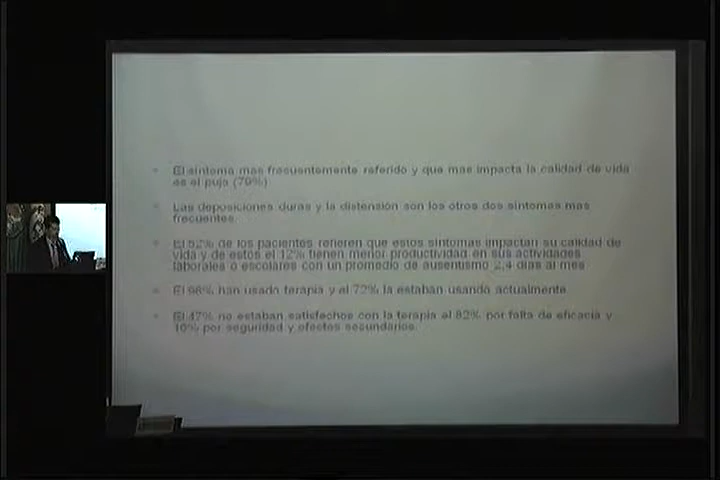 El síntoma mas frecuentemente referido y que mas impacta la calidad de vida
es el pujo (79%)
Las deposiciones duras y la distensión son los otros dos síntomas mas
frecuentes.
El 52% de los pacientes refieren que estos síntomas impactan su calidad de
vida y de estos el 12% tienen menor productividad en sus actividades
laborales o escolares con un promedio de ausentismo 2,4 días al mes
El 96% han usado terapia y el 72% la estaban usando actualmente.
El 47% no estaban satisfechos con la terapia el 82% por falta de eficacia y
16% por seguridad y efectos secundarios.